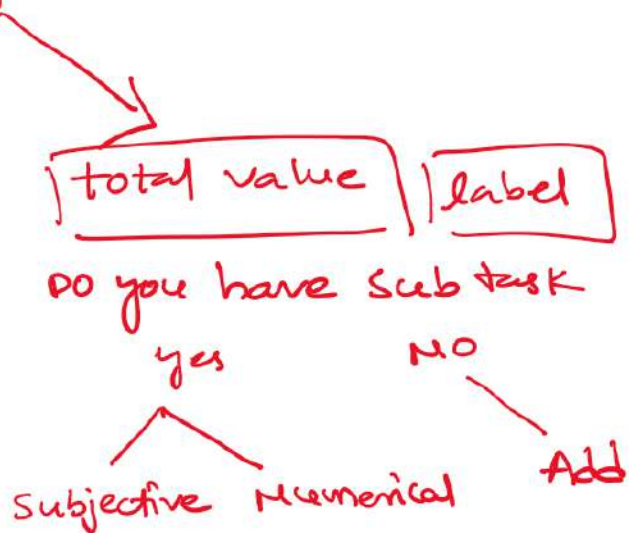 total value label
DO you have sub task
yes NO
Subjective Numerical Add